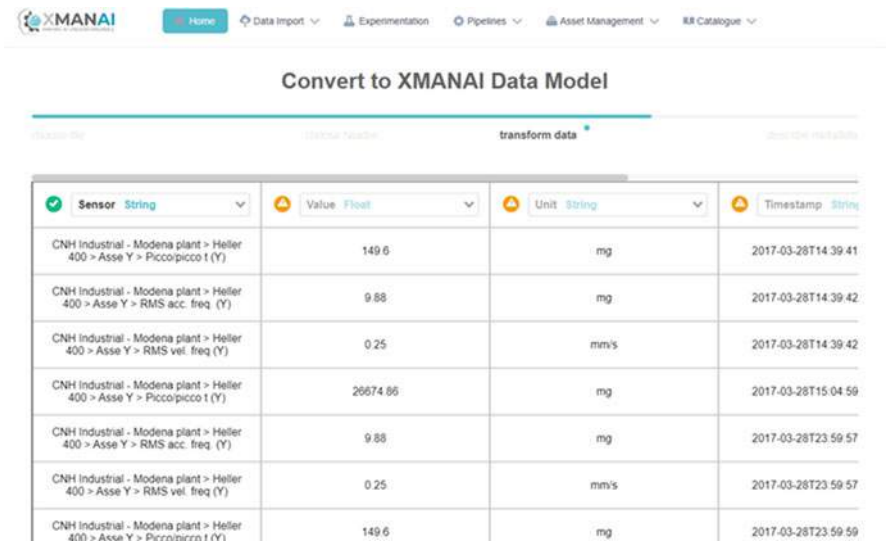 XMANAI
Home Data Import Experimentation Pipelines Asset Management Catalogue
Convert to XMANAI Data Model
transform data
Sensor String Value Float Unit String Timestamp String
CNH Industrial - Modena plant > Heller
400 > Asse Y > Picco/picco t (Y) 149.6 mg 2017-03-28T14:39:41
CNH Industrial - Modena plant > Heller
400 > Asse Y > RMS acc. freq. (Y) 9.88 mg 2017-03-28T14:39:42
CNH Industrial - Modena plant > Heller
400 > Asse Y > RMS vel. freq (Y) 0.25 mm/s 2017-03-28T14:39:42
CNH Industrial - Modena plant > Heller
400 > Asse Y > Picco/picco t (Y) 26674.86 mg 2017-03-28T15:04:59
CNH Industrial - Modena plant > Heller
400 > Asse Y > RMS acc. freq. (Y) 9.88 mg 2017-03-28T23:59:57
CNH Industrial - Modena plant > Heller
400 > Asse Y > RMS vel. freq (Y) 0.25 mm/s 2017-03-28T23:59:57
CNH Industrial - Modena plant > Heller
400 > Asse Y > Picco/picco t (Y) 149.6 mg 2017-03-28T23:59:59